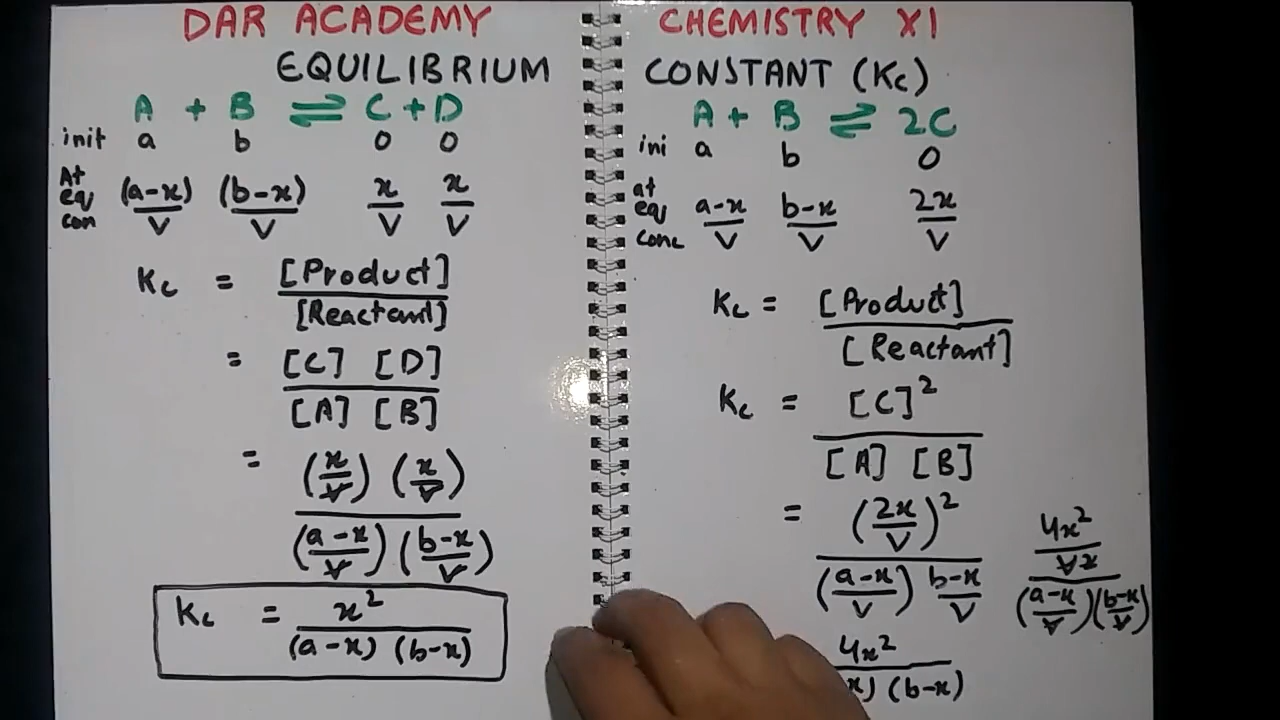 DAR ACADEMY
EQUILIBRIUM
A + B ⇌ C + D
init a b 0 0
At eq con (a-x)/V (b-x)/V x/V x/V
Kc = [Product]/[Reactant]
= [C] [D]/[A] [B]
= (x/V) (x/V)/(a-x/V) (b-x/V)
Kc = x²/(a-x) (b-x)
CHEMISTRY XI
CONSTANT (Kc)
A + B ⇌ 2C
ini a b 0
at eq conc a-x/V b-x/V 2x/V
Kc = [Product]/[Reactant]
Kc = [C]²/[A] [B]
= (2x/V)²/(a-x/V) b-x/V
4x²/V2/(a-x/V)(b-x/V)
4x²/x) (b-x)